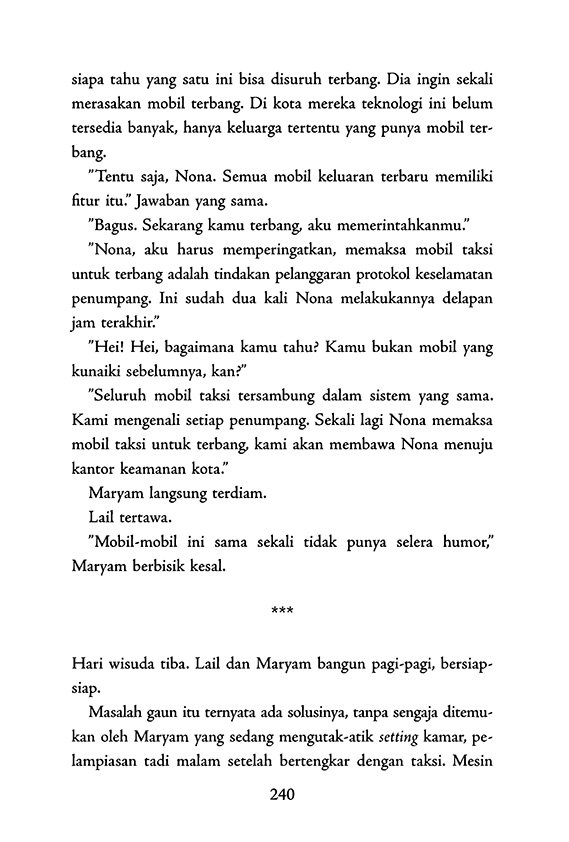 siapa tahu yang satu ini bisa disuruh terbang. Dia ingin sekali
merasakan mobil terbang. Di kota mereka teknologi ini belum
tersedia banyak, hanya keluarga tertentu yang punya mobil ter-
bang.
”Tentu saja, Nona. Semua mobil keluaran terbaru memiliki
fitur itu.” Jawaban yang sama.
”Bagus. Sekarang kamu terbang, aku memerintahkanmu.”
”Nona, aku harus memperingatkan, memaksa mobil taksi
untuk terbang adalah tindakan pelanggaran protokol keselamatan
penumpang. Ini sudah dua kali Nona melakukannya delapan
jam terakhir.”
”Hei! Hei, bagaimana kamu tahu? Kamu bukan mobil yang
kunaiki sebelumnya, kan?”
”Seluruh mobil taksi tersambung dalam sistem yang sama.
Kami mengenali setiap penumpang. Sekali lagi Nona memaksa
mobil taksi untuk terbang, kami akan membawa Nona menuju
kantor keamanan kota.”
Maryam langsung terdiam.
Lail tertawa.
”Mobil-mobil ini sama sekali tidak punya selera humor,”
Maryam berbisik kesal.
***
Hari wisuda tiba. Lail dan Maryam bangun pagi-pagi, bersiap-
siap.
Masalah gaun itu ternyata ada solusinya, tanpa sengaja ditemu-
kan oleh Maryam yang sedang mengutak-atik setting kamar, pe-
lampiasan tadi malam setelah bertengkar dengan taksi. Mesin
240